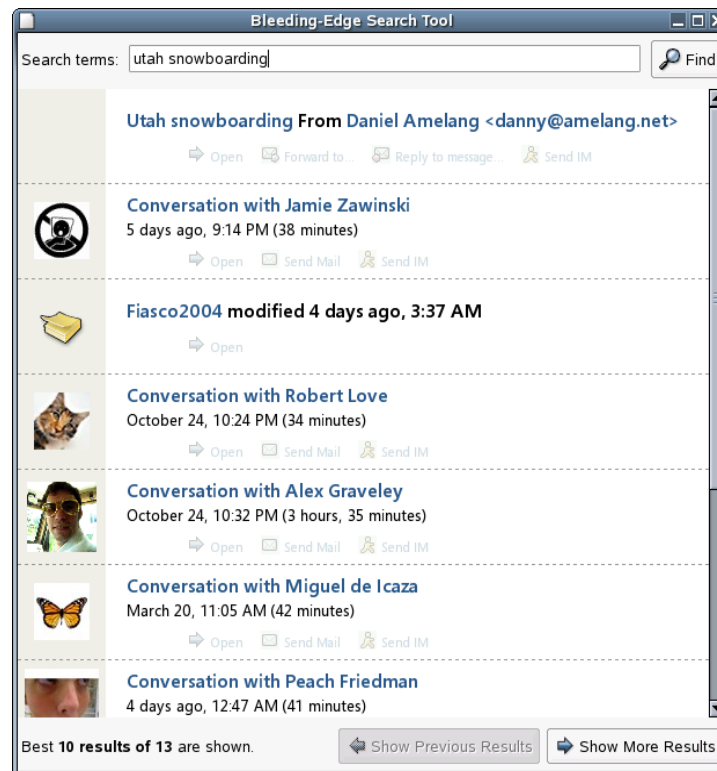 Bleeding-Edge Search Tool
Search terms: utah snowboarding Find
Utah snowboarding From Daniel Amelang <danny@amelang.net>
Open Forward to... Reply to message... Send IM
Conversation with Jamie Zawinski
5 days ago, 9:14 PM (38 minutes)
Open Send Mail Send IM
Fiasco2004 modified 4 days ago, 3:37 AM
Open
Conversation with Robert Love
October 24, 10:24 PM (34 minutes)
Open Send Mail Send IM
Conversation with Alex Graveley
October 24, 10:32 PM (3 hours, 35 minutes)
Open Send Mail Send IM
Conversation with Miguel de Icaza
March 20, 11:05 AM (42 minutes)
Open Send Mail Send IM
Conversation with Peach Friedman
4 days ago, 12:47 AM (41 minutes)
Best 10 results of 13 are shown. Show Previous Results Show More Results